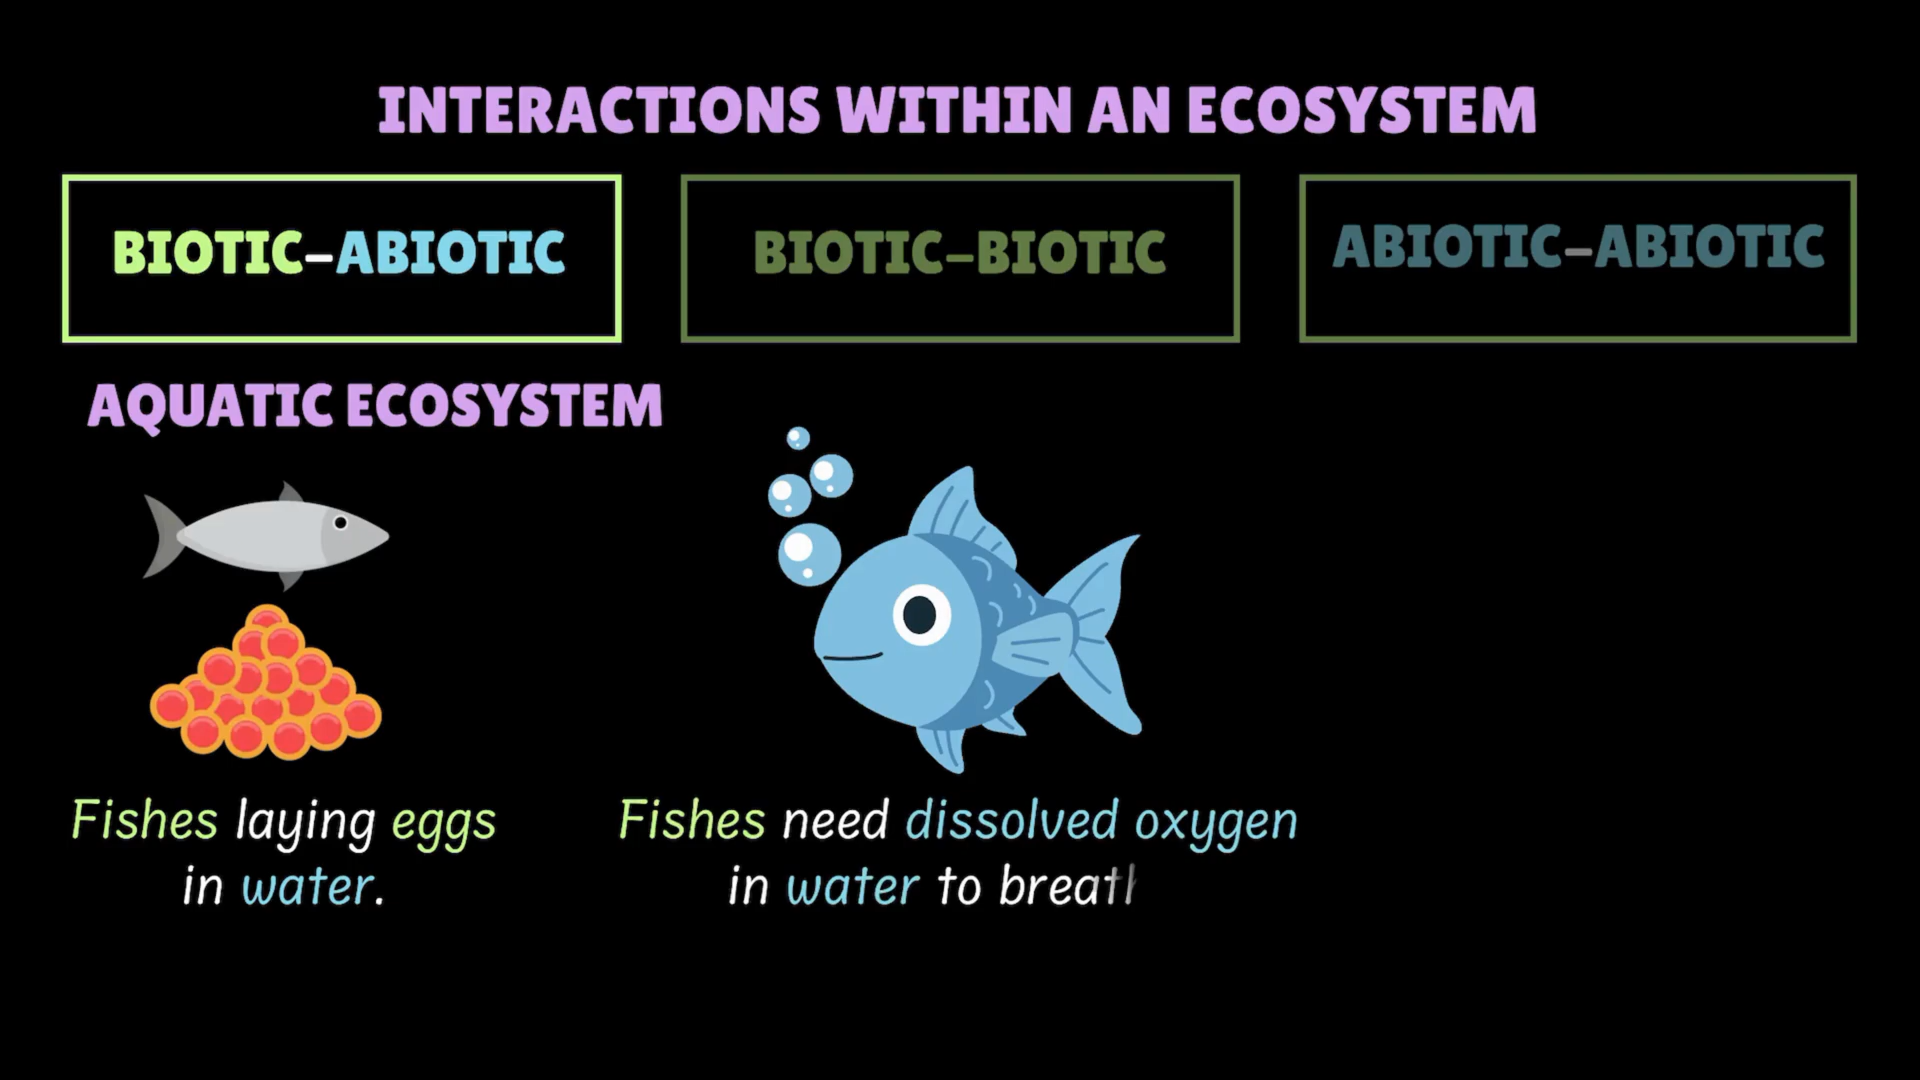 INTERACTIONS WITHIN AN ECOSYSTEM
BIOTIC–ABIOTIC
BIOTIC–BIOTIC
ABIOTIC–ABIOTIC
AQUATIC ECOSYSTEM
Fishes laying eggs
in water.
Fishes need dissolved oxygen
in water to breath